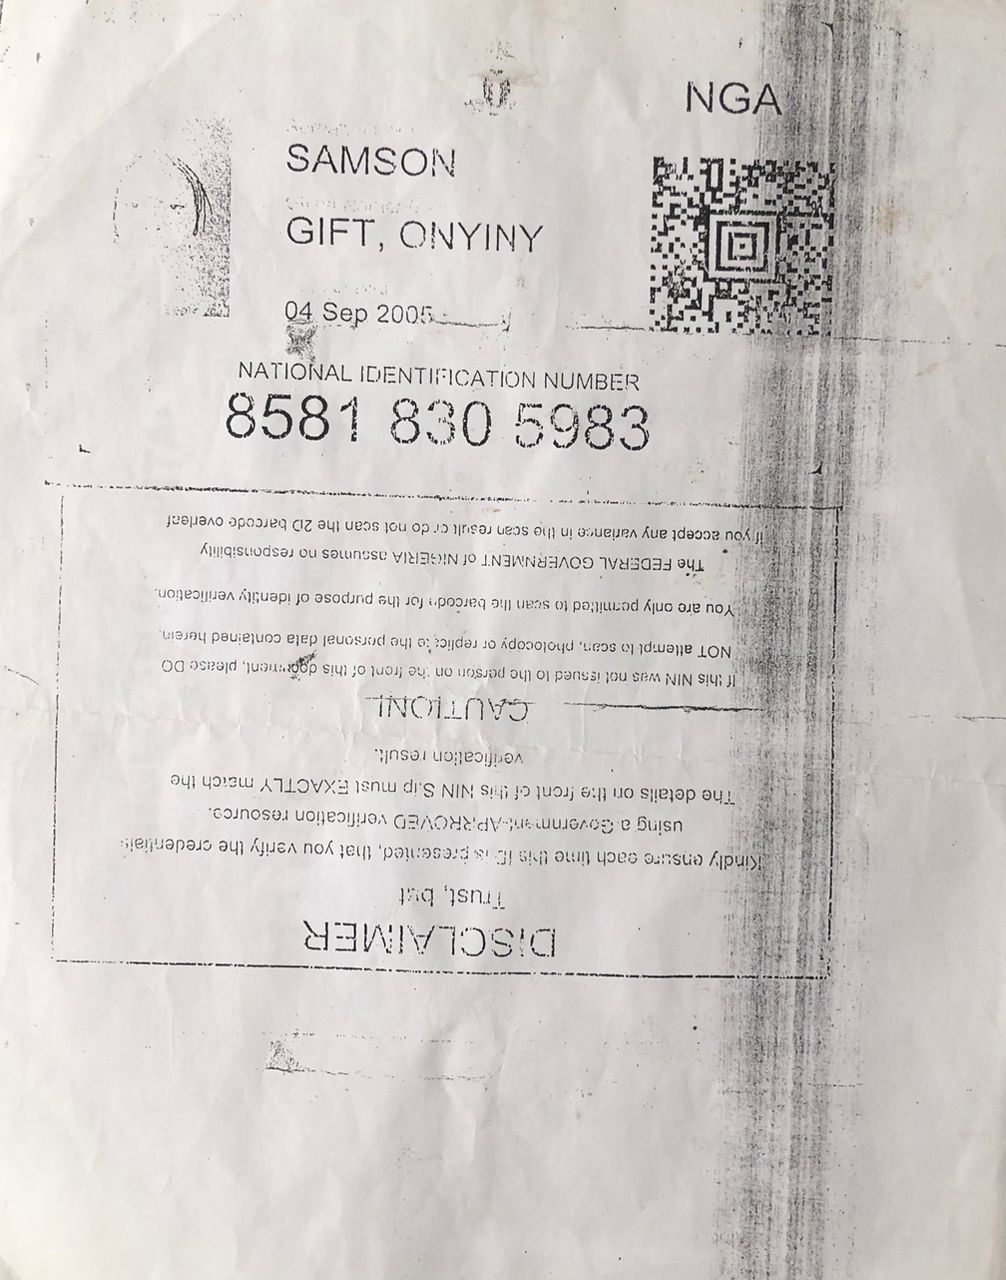 NGA
SAMSON
GIFT, ONYINY
04 Sep 2005
NATIONAL IDENTIFICATION NUMBER
8581 830 5983
DISCLAIMER
Trust, but
Kindly ensure each time this ID is presented, that you verify the credentials
using a Government-APPROVED verification resource.
The details on the front of this NIN Slip must EXACTLY match the
verification result.
CAUTION!
If this NIN was not issued to the person on the front of this document, please DO
NOT attempt to scan, photocopy or replicate the personal data contained herein.
You are only permitted to scan the barcode for the purpose of identity verification.
The FEDERAL GOVERNMENT of NIGERIA assumes no responsibility
if you accept any variance in the scan result or do not scan the 2D barcode overleaf